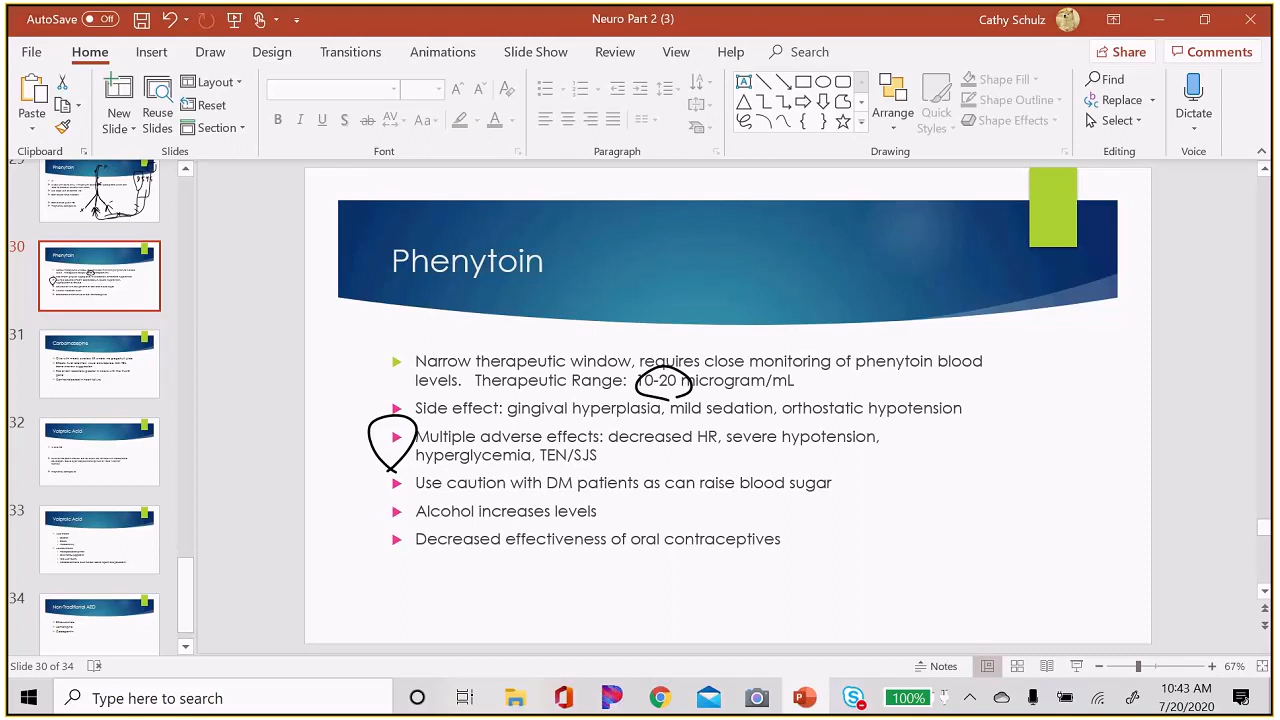 AutoSave Off Neuro Part 2 (3) Cathy Schulz
File Home Insert Draw Design Transitions Animations Slide Show Review View Help Search Share Comments
Paste New Slide Reuse Slides Layout Reset Section Arrange Quick Styles Shape Fill Shape Outline Shape Effects Find Replace Select Dictate
Clipboard Slides Font Paragraph Drawing Editing Voice
29
Phenytoin
30
Phenytoin
31
Carbamazepine
32
Valproic Acid
33
Valproic Acid
34
Non-Traditional AED
Phenytoin
Narrow therapeutic window, requires close monitoring of phenytoin blood
levels. Therapeutic Range: 10-20 microgram/mL
Side effect: gingival hyperplasia, mild sedation, orthostatic hypotension
Multiple adverse effects: decreased HR, severe hypotension,
hyperglycemia, TEN/SJS
Use caution with DM patients as can raise blood sugar
Alcohol increases levels
Decreased effectiveness of oral contraceptives
Slide 30 of 34 Notes 67%
Type here to search 100% 10:43 AM
7/20/2020